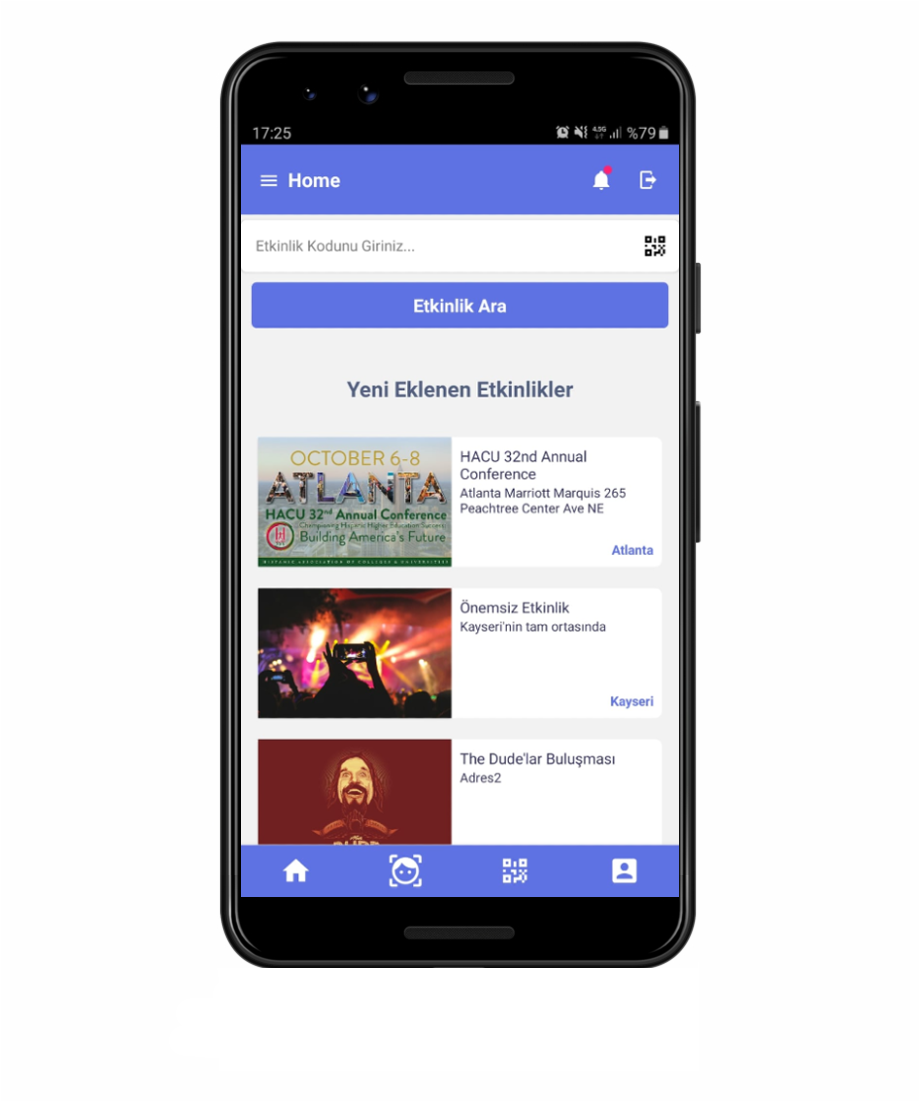 17:25
4.5G
%79
Home
Etkinlik Kodunu Giriniz...
Etkinlik Ara
Yeni Eklenen Etkinlikler
OCTOBER 6-8
ATLANTA
HACU 32nd Annual Conference
Championing Hispanic Higher Education Success:
Building America's Future
HISPANIC ASSOCIATION OF COLLEGES & UNIVERSITIES
HACU 32nd Annual
Conference
Atlanta Marriott Marquis 265
Peachtree Center Ave NE
Atlanta
Önemsiz Etkinlik
Kayseri'nin tam ortasında
Kayseri
The Dude'lar Buluşması
Adres2